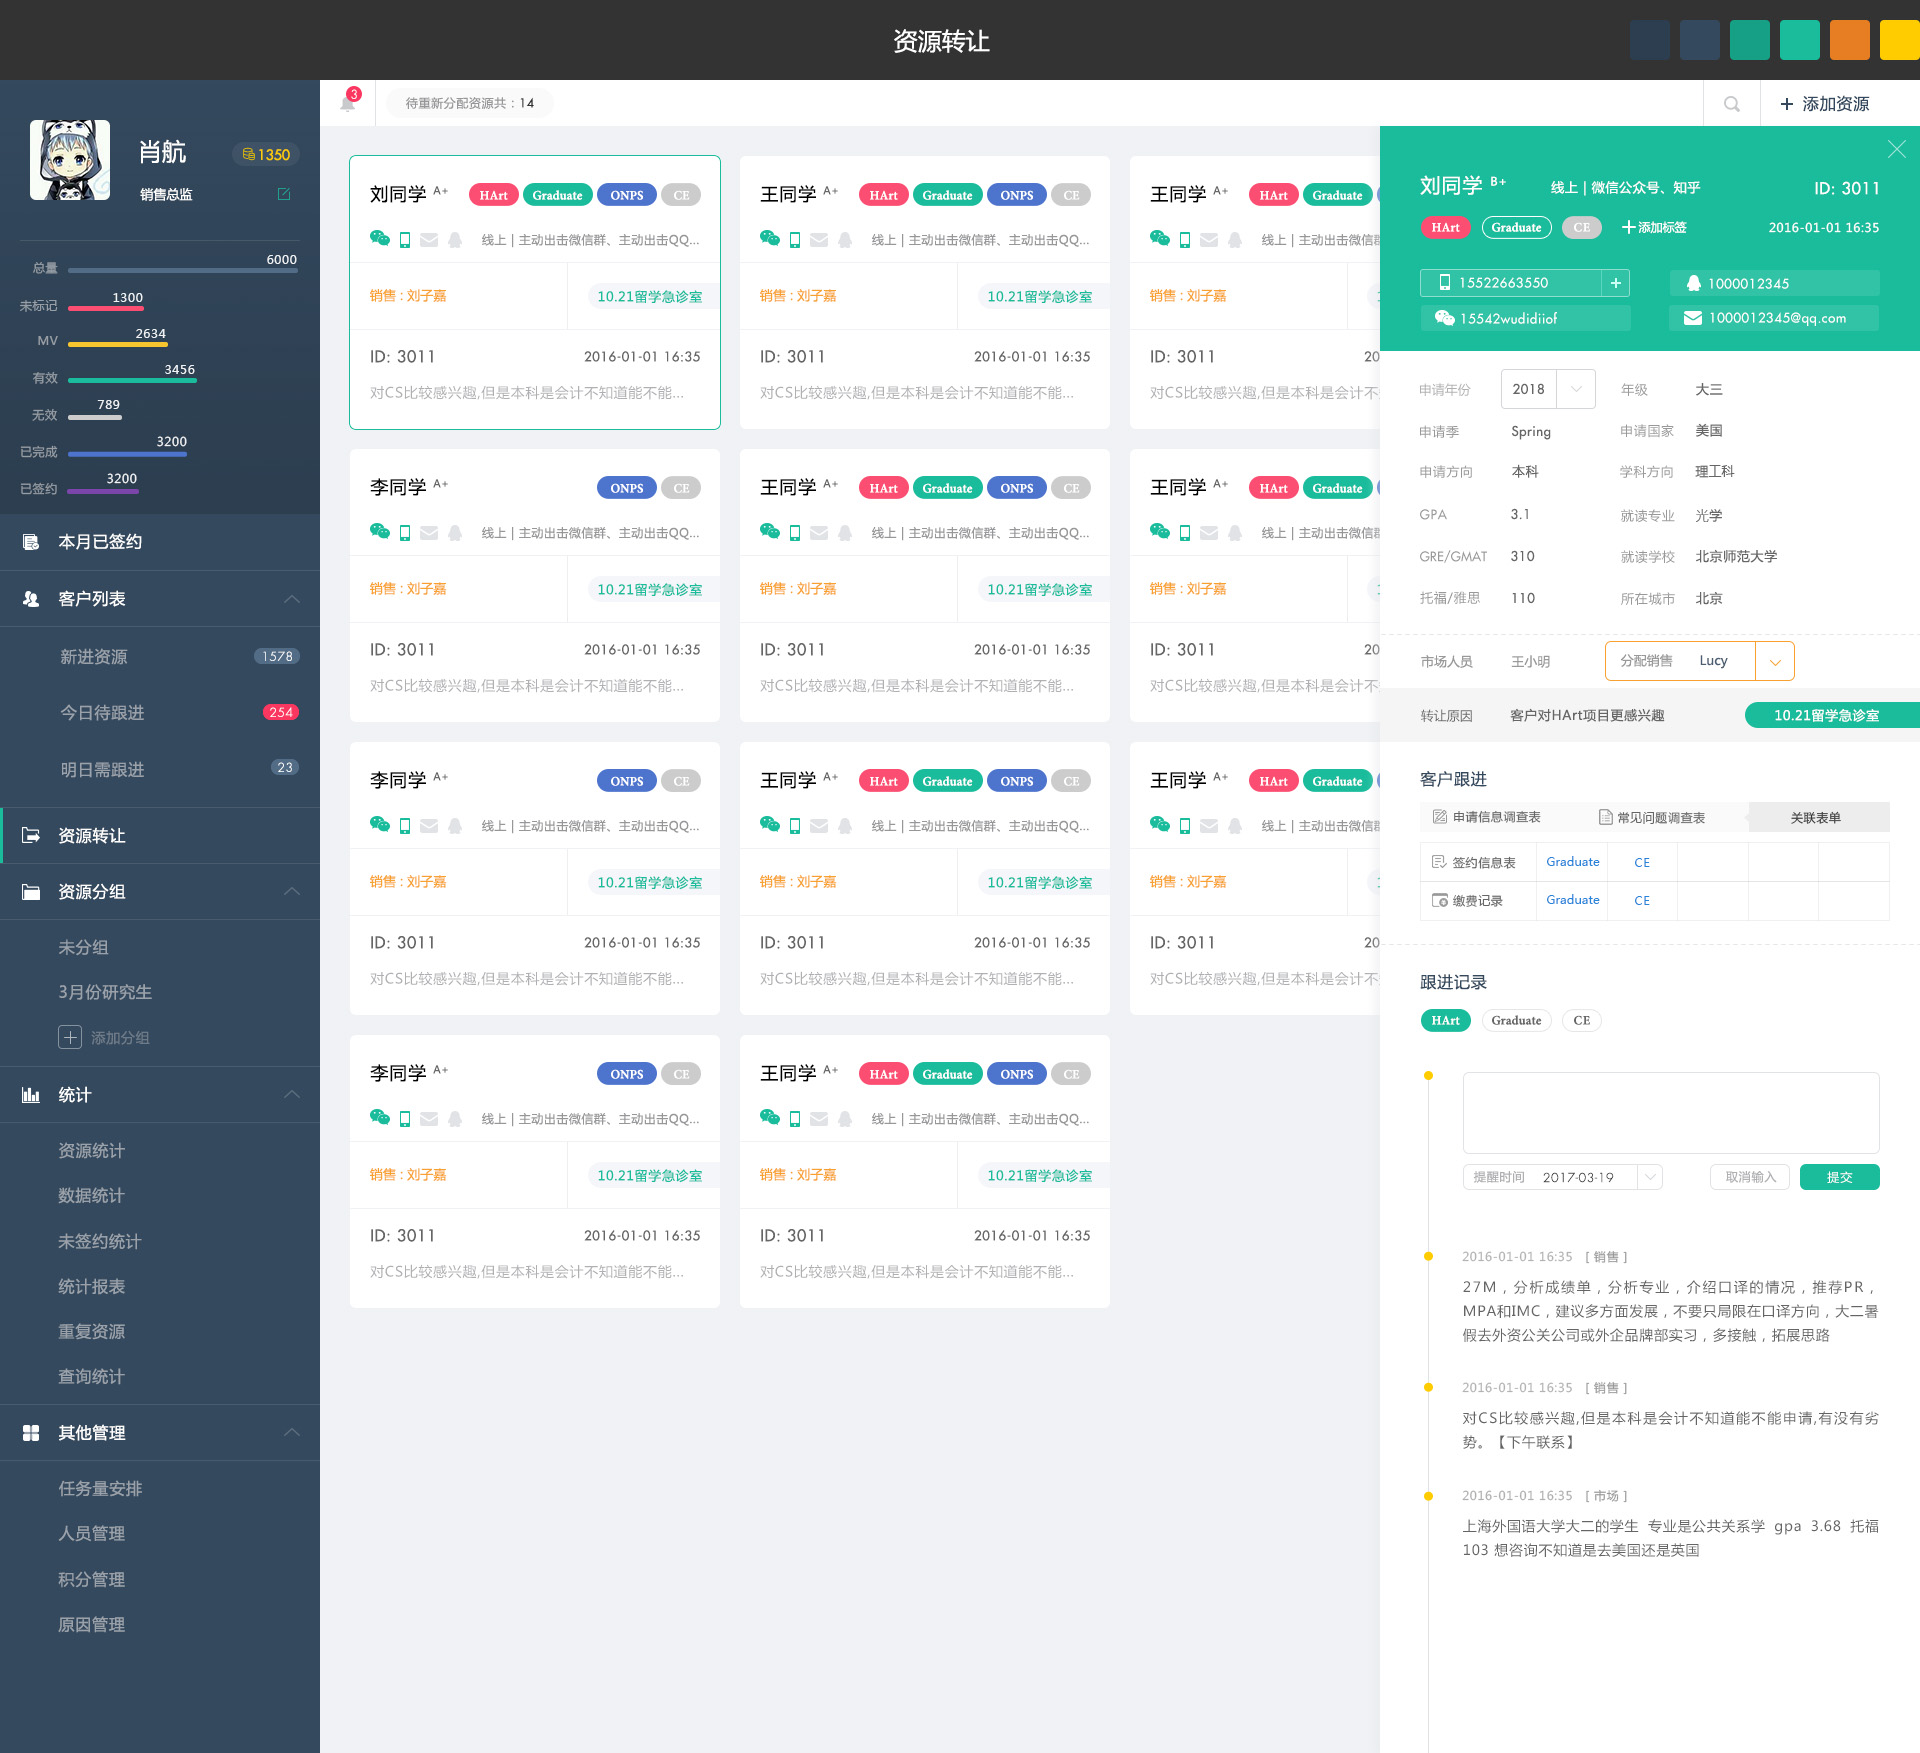 资源转让
3
待重新分配资源共：14
添加资源
肖航
1350
销售总监
总量 6000
未标记 1300
MV 2634
有效 3456
无效 789
已完成 3200
已签约 3200
本月已签约
客户列表
新进资源 1578
今日待跟进 254
明日需跟进 23
资源转让
资源分组
未分组
3月份研究生
添加分组
统计
资源统计
数据统计
未签约统计
统计报表
重复资源
查询统计
其他管理
任务量安排
人员管理
积分管理
原因管理
刘同学 A+ HArt Graduate ONPS CE
线上 | 主动出击微信群、主动出击QQ...
销售 : 刘子嘉 10.21留学急诊室
ID: 3011 2016-01-01 16:35
对CS比较感兴趣,但是本科是会计不知道能不能...
王同学 A+ HArt Graduate ONPS CE
线上 | 主动出击微信群、主动出击QQ...
销售 : 刘子嘉 10.21留学急诊室
ID: 3011 2016-01-01 16:35
对CS比较感兴趣,但是本科是会计不知道能不能...
王同学 A+ HArt Graduate
线上 | 主动出击微信群
销售 : 刘子嘉
ID: 3011 20
对CS比较感兴趣,但是本科是会计不
李同学 A+ ONPS CE
线上 | 主动出击微信群、主动出击QQ...
销售 : 刘子嘉 10.21留学急诊室
ID: 3011 2016-01-01 16:35
对CS比较感兴趣,但是本科是会计不知道能不能...
王同学 A+ HArt Graduate ONPS CE
线上 | 主动出击微信群、主动出击QQ...
销售 : 刘子嘉 10.21留学急诊室
ID: 3011 2016-01-01 16:35
对CS比较感兴趣,但是本科是会计不知道能不能...
王同学 A+ HArt Graduate
线上 | 主动出击微信群
销售 : 刘子嘉
ID: 3011 20
对CS比较感兴趣,但是本科是会计不
李同学 A+ ONPS CE
线上 | 主动出击微信群、主动出击QQ...
销售 : 刘子嘉 10.21留学急诊室
ID: 3011 2016-01-01 16:35
对CS比较感兴趣,但是本科是会计不知道能不能...
王同学 A+ HArt Graduate ONPS CE
线上 | 主动出击微信群、主动出击QQ...
销售 : 刘子嘉 10.21留学急诊室
ID: 3011 2016-01-01 16:35
对CS比较感兴趣,但是本科是会计不知道能不能...
王同学 A+ HArt Graduate
线上 | 主动出击微信群
销售 : 刘子嘉
ID: 3011 20
对CS比较感兴趣,但是本科是会计不
李同学 A+ ONPS CE
线上 | 主动出击微信群、主动出击QQ...
销售 : 刘子嘉 10.21留学急诊室
ID: 3011 2016-01-01 16:35
对CS比较感兴趣,但是本科是会计不知道能不能...
王同学 A+ HArt Graduate ONPS CE
线上 | 主动出击微信群、主动出击QQ...
销售 : 刘子嘉 10.21留学急诊室
ID: 3011 2016-01-01 16:35
对CS比较感兴趣,但是本科是会计不知道能不能...
刘同学 B+ 线上 | 微信公众号、知乎 ID: 3011
HArt Graduate CE 添加标签 2016-01-01 16:35
15522663550 1000012345
15542wudidiiof 1000012345@qq.com
申请年份 2018 年级 大三
申请季 Spring 申请国家 美国
申请方向 本科 学科方向 理工科
GPA 3.1 就读专业 光学
GRE/GMAT 310 就读学校 北京师范大学
托福/雅思 110 所在城市 北京
市场人员 王小明 分配销售 Lucy
转让原因 客户对HArt项目更感兴趣 10.21留学急诊室
客户跟进
申请信息调查表 常见问题调查表 关联表单
签约信息表 Graduate CE
缴费记录 Graduate CE
跟进记录
HArt Graduate CE
提醒时间 2017-03-19 取消输入 提交
2016-01-01 16:35 [ 销售 ]
27M，分析成绩单，分析专业，介绍口译的情况，推荐PR，
MPA和IMC，建议多方面发展，不要只局限在口译方向，大二暑
假去外资公关公司或外企品牌部实习，多接触，拓展思路
2016-01-01 16:35 [ 销售 ]
对CS比较感兴趣,但是本科是会计不知道能不能申请,有没有劣
势。【下午联系】
2016-01-01 16:35 [ 市场 ]
上海外国语大学大二的学生 专业是公共关系学 gpa 3.68 托福
103 想咨询不知道是去美国还是英国